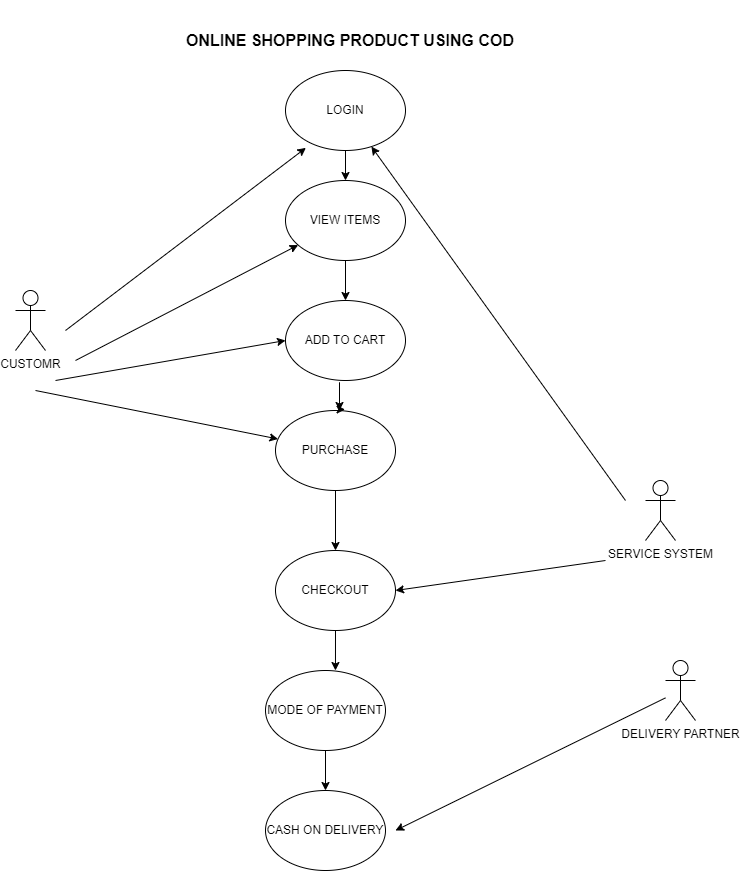 ONLINE SHOPPING PRODUCT USING COD
LOGIN
VIEW ITEMS
ADD TO CART
CUSTOMR
PURCHASE
SERVICE SYSTEM
CHECKOUT
MODE OF PAYMENT
DELIVERY PARTNER
CASH ON DELIVERY